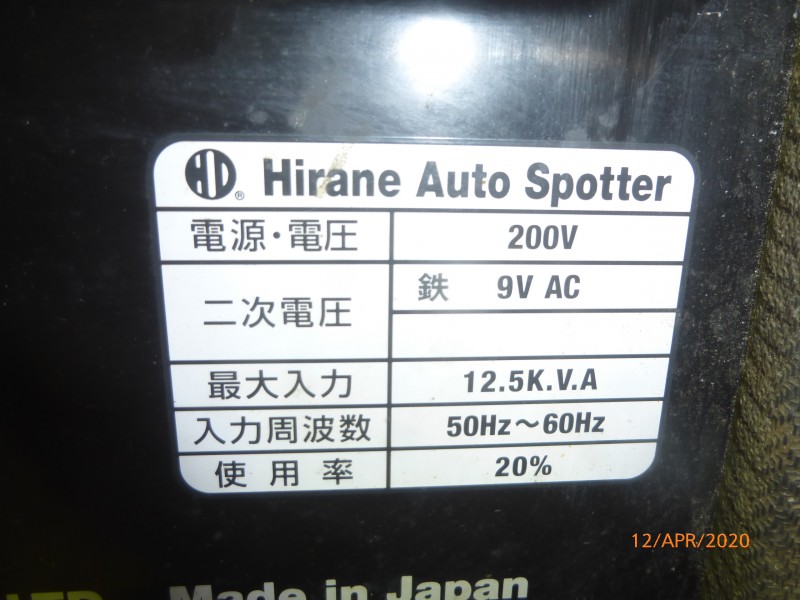 HD® Hirane Auto Spotter
電源・電圧 200V
二次電圧 鉄 9V AC
最大入力 12.5K.V.A
入力周波数 50Hz～60Hz
使用率 20%
12/APR/2020
LTD Made in Japan